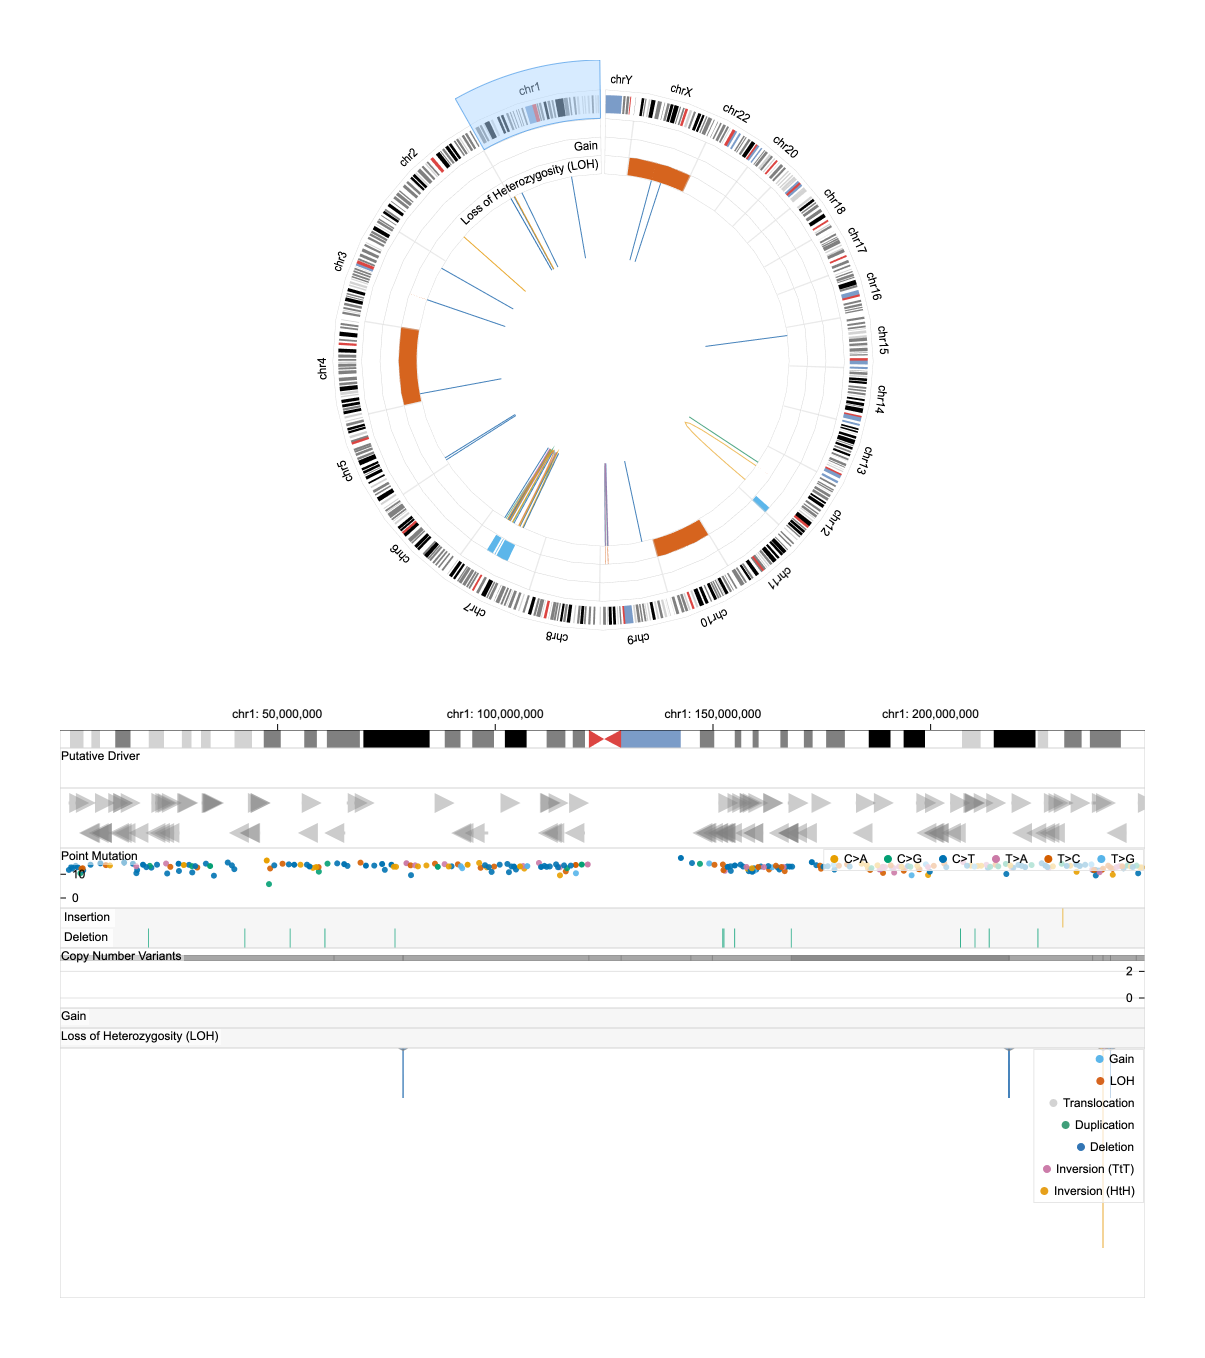 chr1
chrY
chrX
chr22
chr20
chr18
chr17
chr16
chr15
chr14
chr13
chr12
chr11
chr10
chr9
chr8
chr7
chr6
chr5
chr4
chr3
chr2
Gain
Loss of Heterozygosity (LOH)
chr1: 50,000,000 chr1: 100,000,000 chr1: 150,000,000 chr1: 200,000,000
Putative Driver
Point Mutation
C>A C>G C>T T>A T>C T>G
10
0
Insertion
Deletion
Copy Number Variants
2
0
Gain
Loss of Heterozygosity (LOH)
Gain
LOH
Translocation
Duplication
Deletion
Inversion (TtT)
Inversion (HtH)